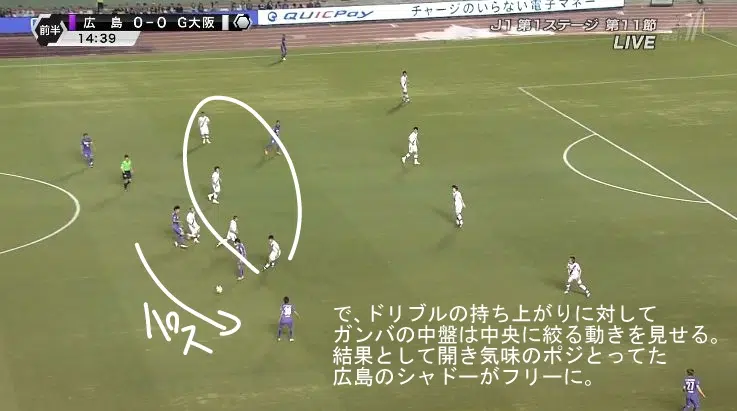 前半 広 島 0-0 G大阪
14:39
QUICPay チャージのいらない電子マネー
J1 第1ステージ 第11節
LIVE
パス
で、ドリブルの持ち上がりに対して
ガンバの中盤は中央に絞る動きを見せる。
結果として開き気味のポジとってた
広島のシャドーがフリーに。